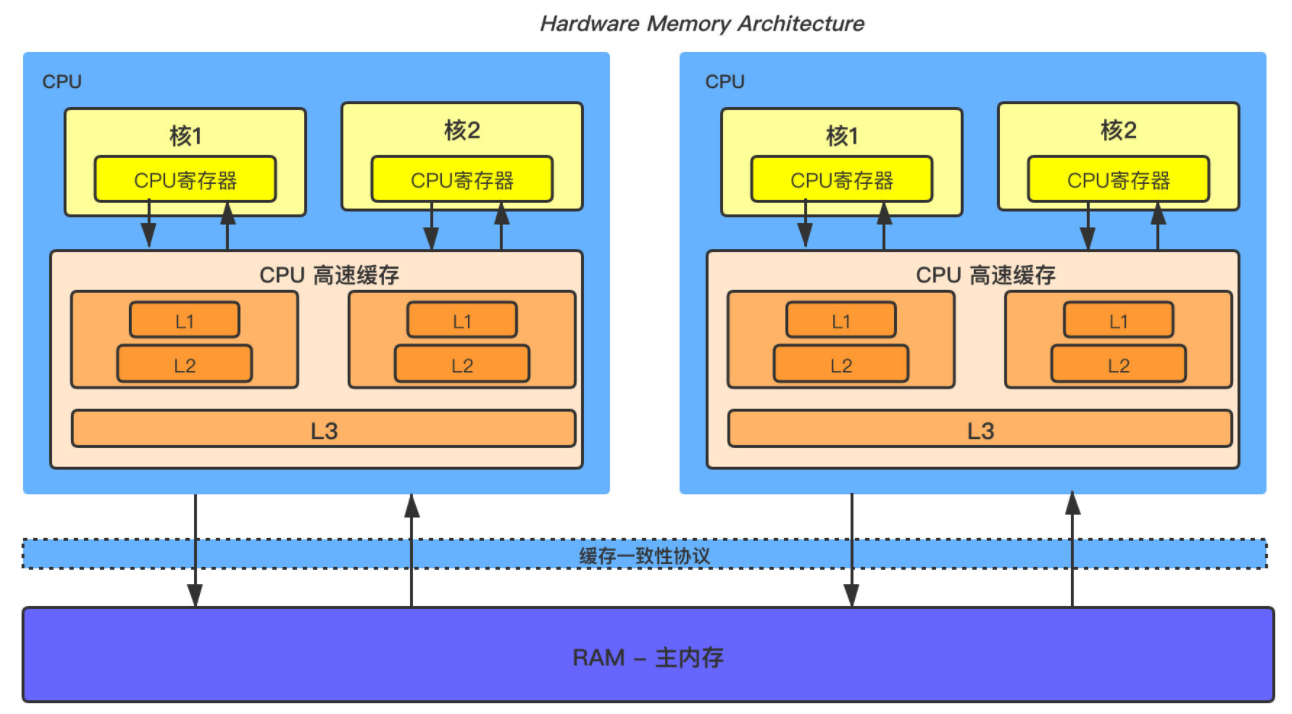 Hardware Memory Architecture
CPU
核1
CPU寄存器
核2
CPU寄存器
CPU 高速缓存
L1
L2
L1
L2
L3
CPU
核1
CPU寄存器
核2
CPU寄存器
CPU 高速缓存
L1
L2
L1
L2
L3
缓存一致性协议
RAM – 主内存